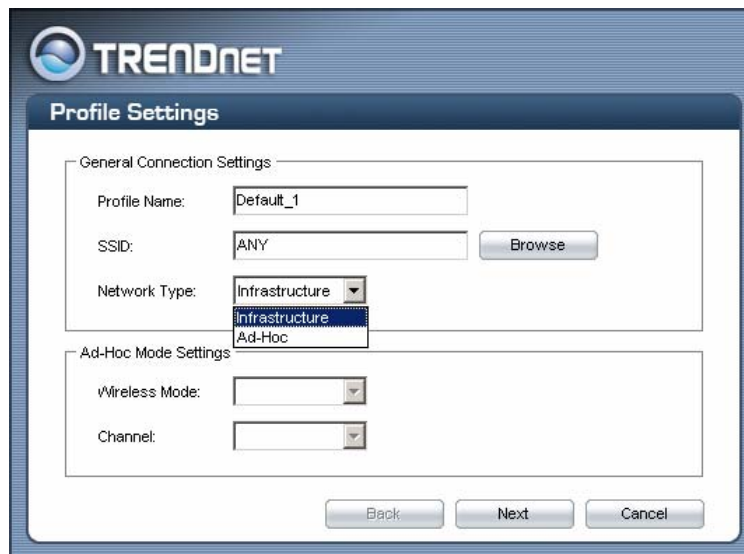 TRENDNET
Profile Settings
General Connection Settings
Profile Name: Default_1
SSID: ANY Browse
Network Type: Infrastructure
Infrastructure
Ad-Hoc
Ad-Hoc Mode Settings
Wireless Mode:
Channel:
Back Next Cancel